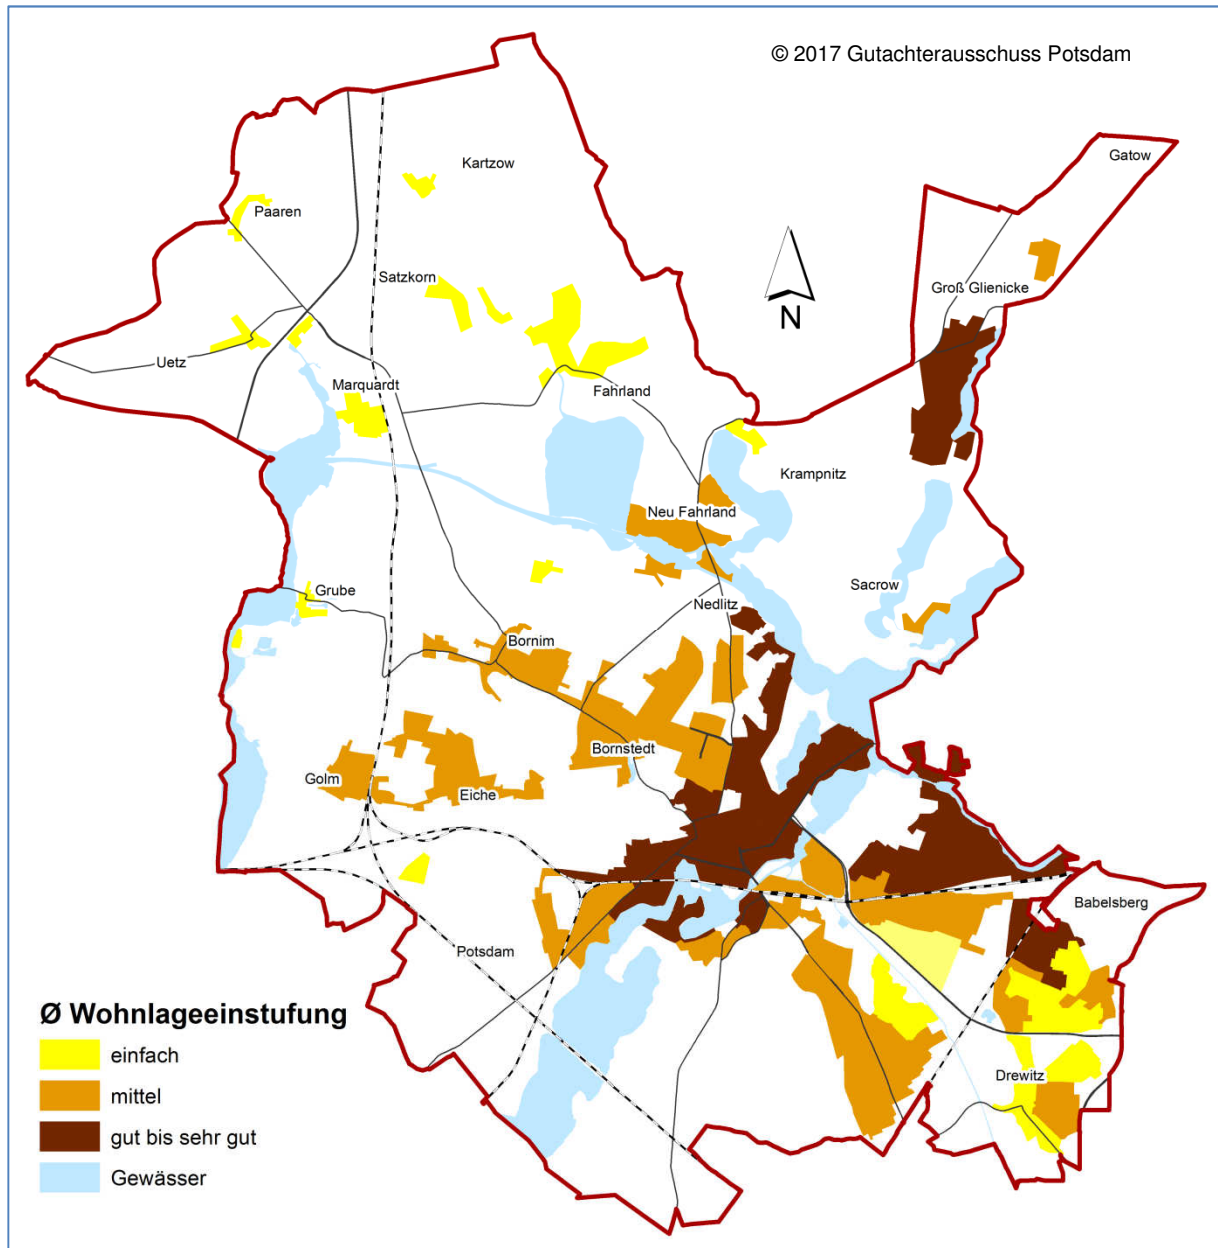 © 2017 Gutachterausschuss Potsdam
Gatow
Kartzow
Paaren
Satzkorn
Groß Glienicke
N
Uetz
Marquardt
Fahrland
Krampnitz
Neu Fahrland
Sacrow
Grube
Nedlitz
Bornim
Bornstedt
Golm
Eiche
Babelsberg
Potsdam
Drewitz
Ø Wohnlageeinstufung
einfach
mittel
gut bis sehr gut
Gewässer